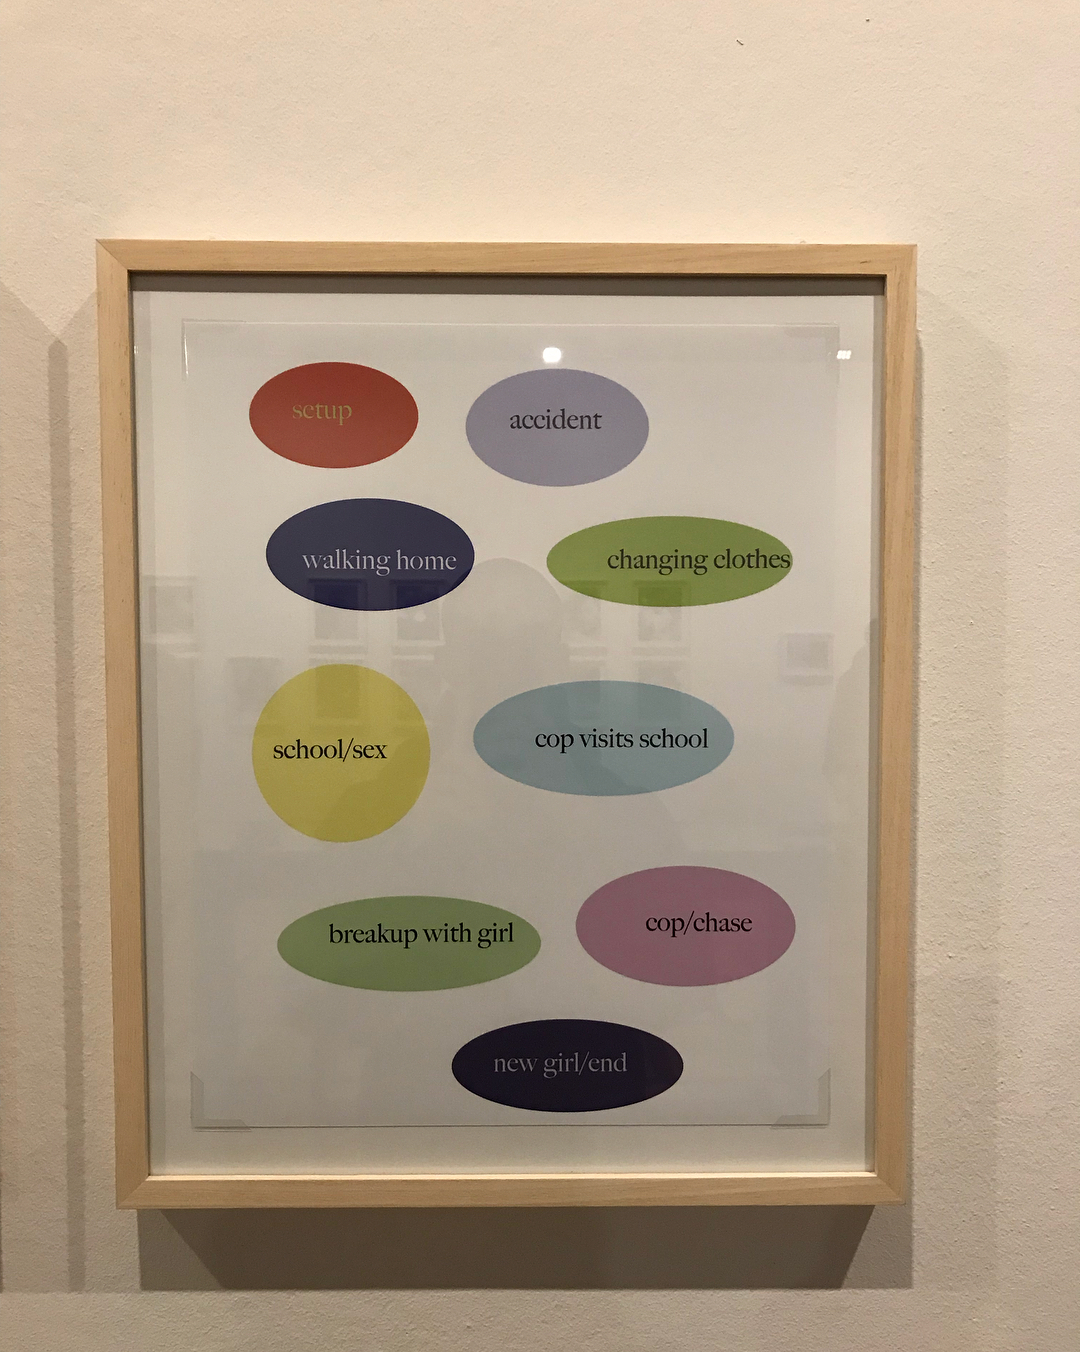 setup
accident
walking home
changing clothes
school/sex
cop visits school
breakup with girl
cop/chase
new girl/end